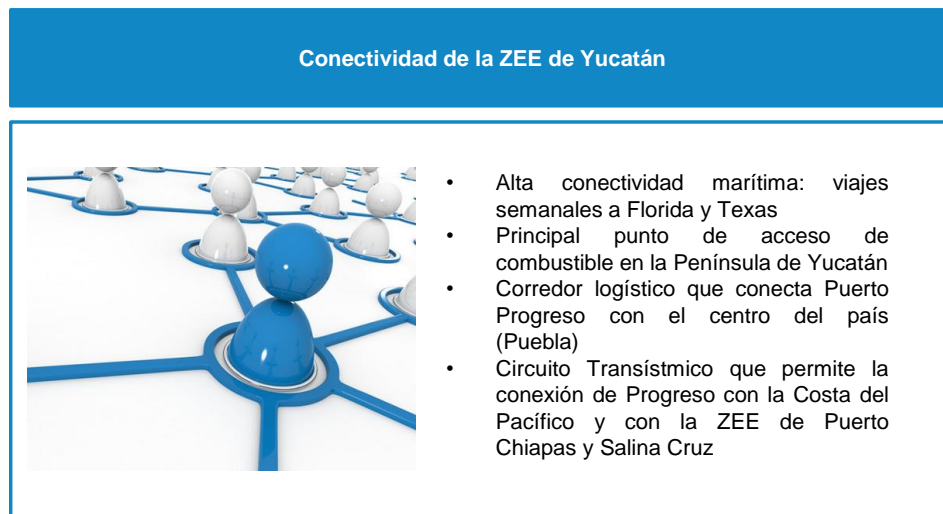 Conectividad de la ZEE de Yucatán
• Alta conectividad marítima: viajes
semanales a Florida y Texas
• Principal punto de acceso de
combustible en la Península de Yucatán
• Corredor logístico que conecta Puerto
Progreso con el centro del país
(Puebla)
• Circuito Transístmico que permite la
conexión de Progreso con la Costa del
Pacífico y con la ZEE de Puerto
Chiapas y Salina Cruz